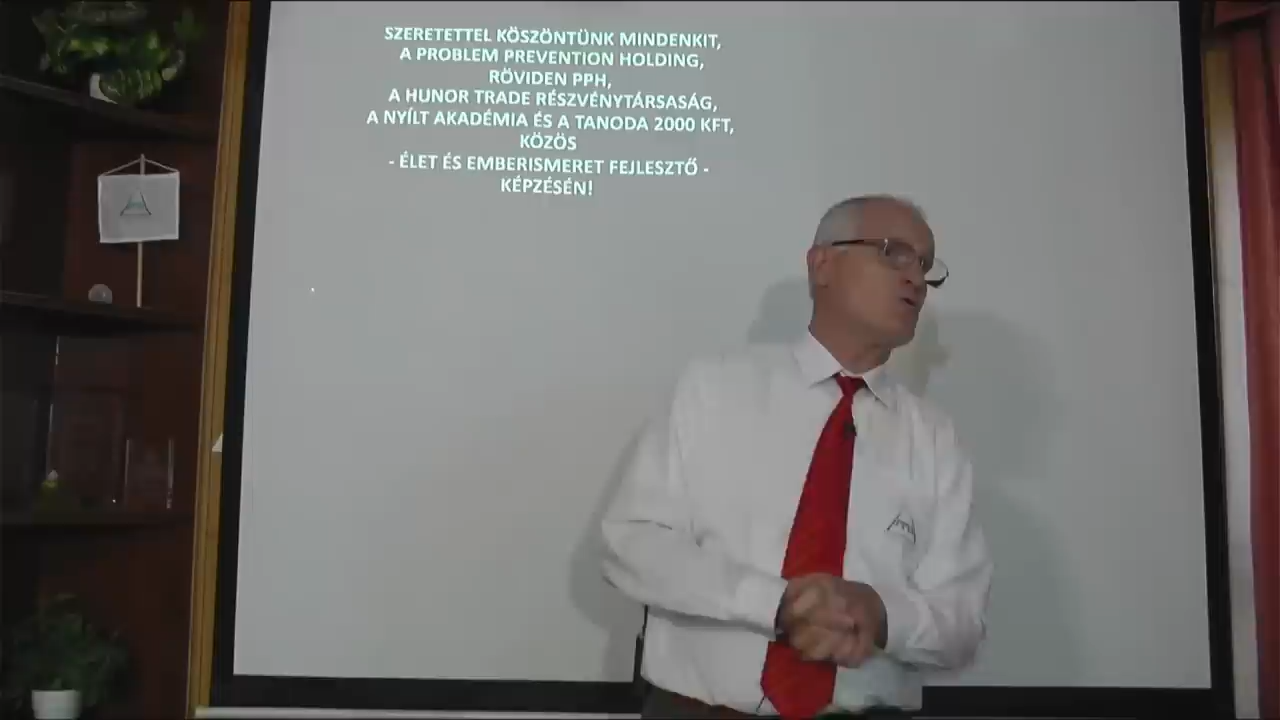 SZERETETTEL KÖSZÖNTÜNK MINDENKIT,
A PROBLEM PREVENTION HOLDING,
RÖVIDEN PPH,
A HUNOR TRADE RÉSZVÉNYTÁRSASÁG,
A NYÍLT AKADÉMIA ÉS A TANODA 2000 KFT,
KÖZÖS
- ÉLET ÉS EMBERISMERET FEJLESZTŐ -
KÉPZÉSÉN!